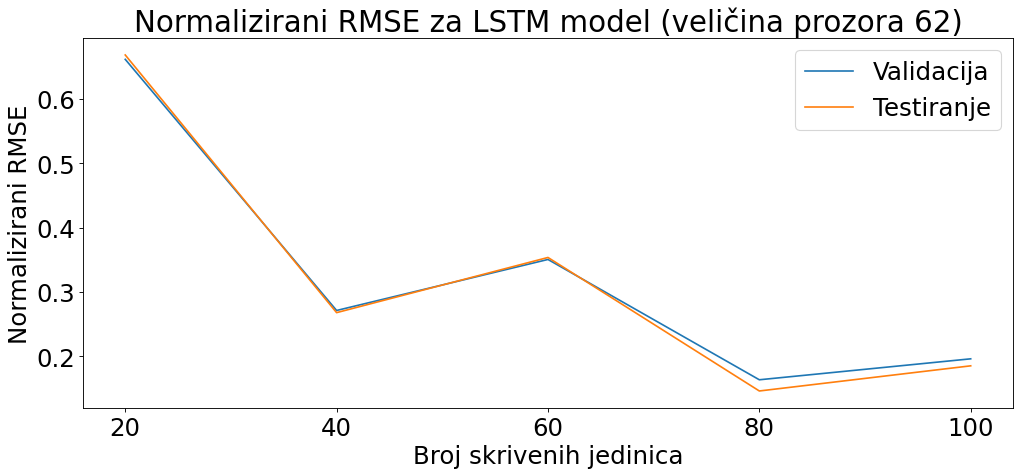 Normalizirani RMSE za LSTM model (veličina prozora 62)
Validacija
Testiranje
Normalizirani RMSE
0.6
0.5
0.4
0.3
0.2
20 40 60 80 100
Broj skrivenih jedinica